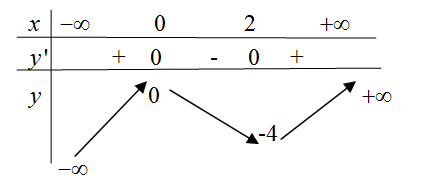 x −∞ 0 2 +∞
y' + 0 - 0 +
y 0 +∞
-4
−∞